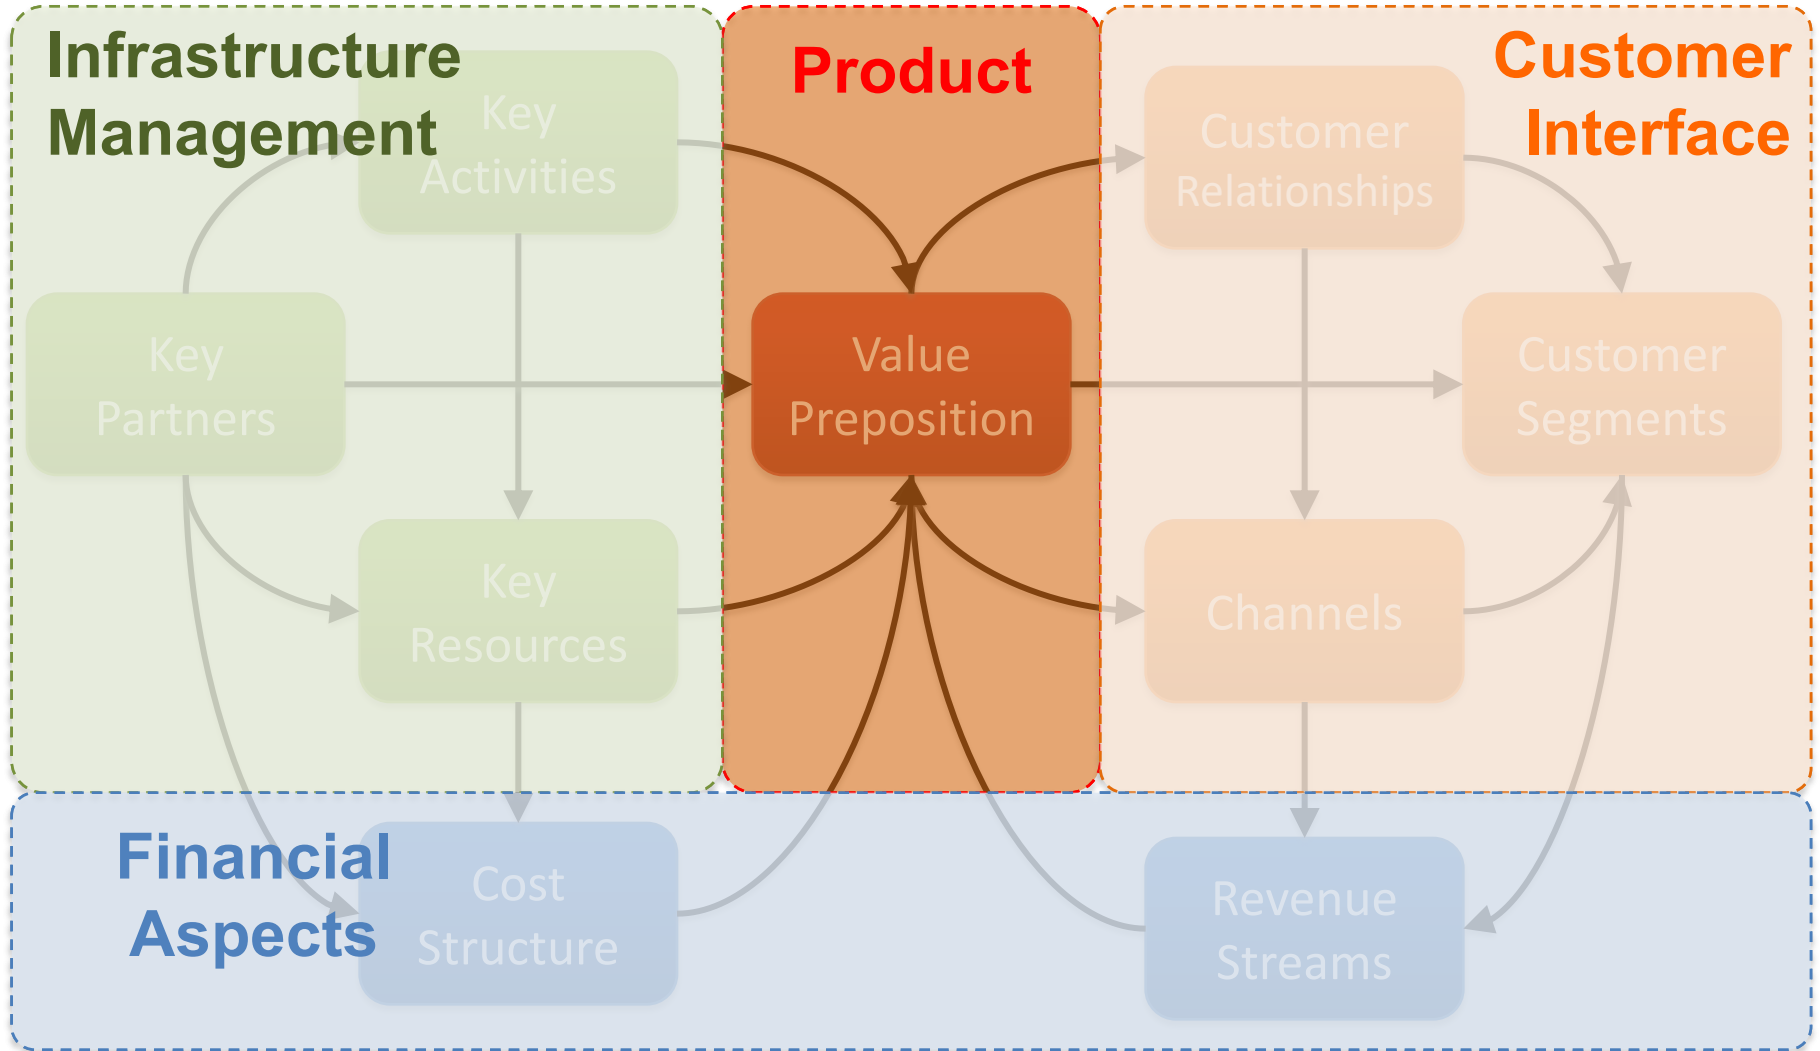 Infrastructure
Management
Product
Customer
Interface
Key
Activities
Customer
Relationships
Key
Partners
Value
Preposition
Customer
Segments
Key
Resources
Channels
Financial
Aspects
Cost
Structure
Revenue
Streams